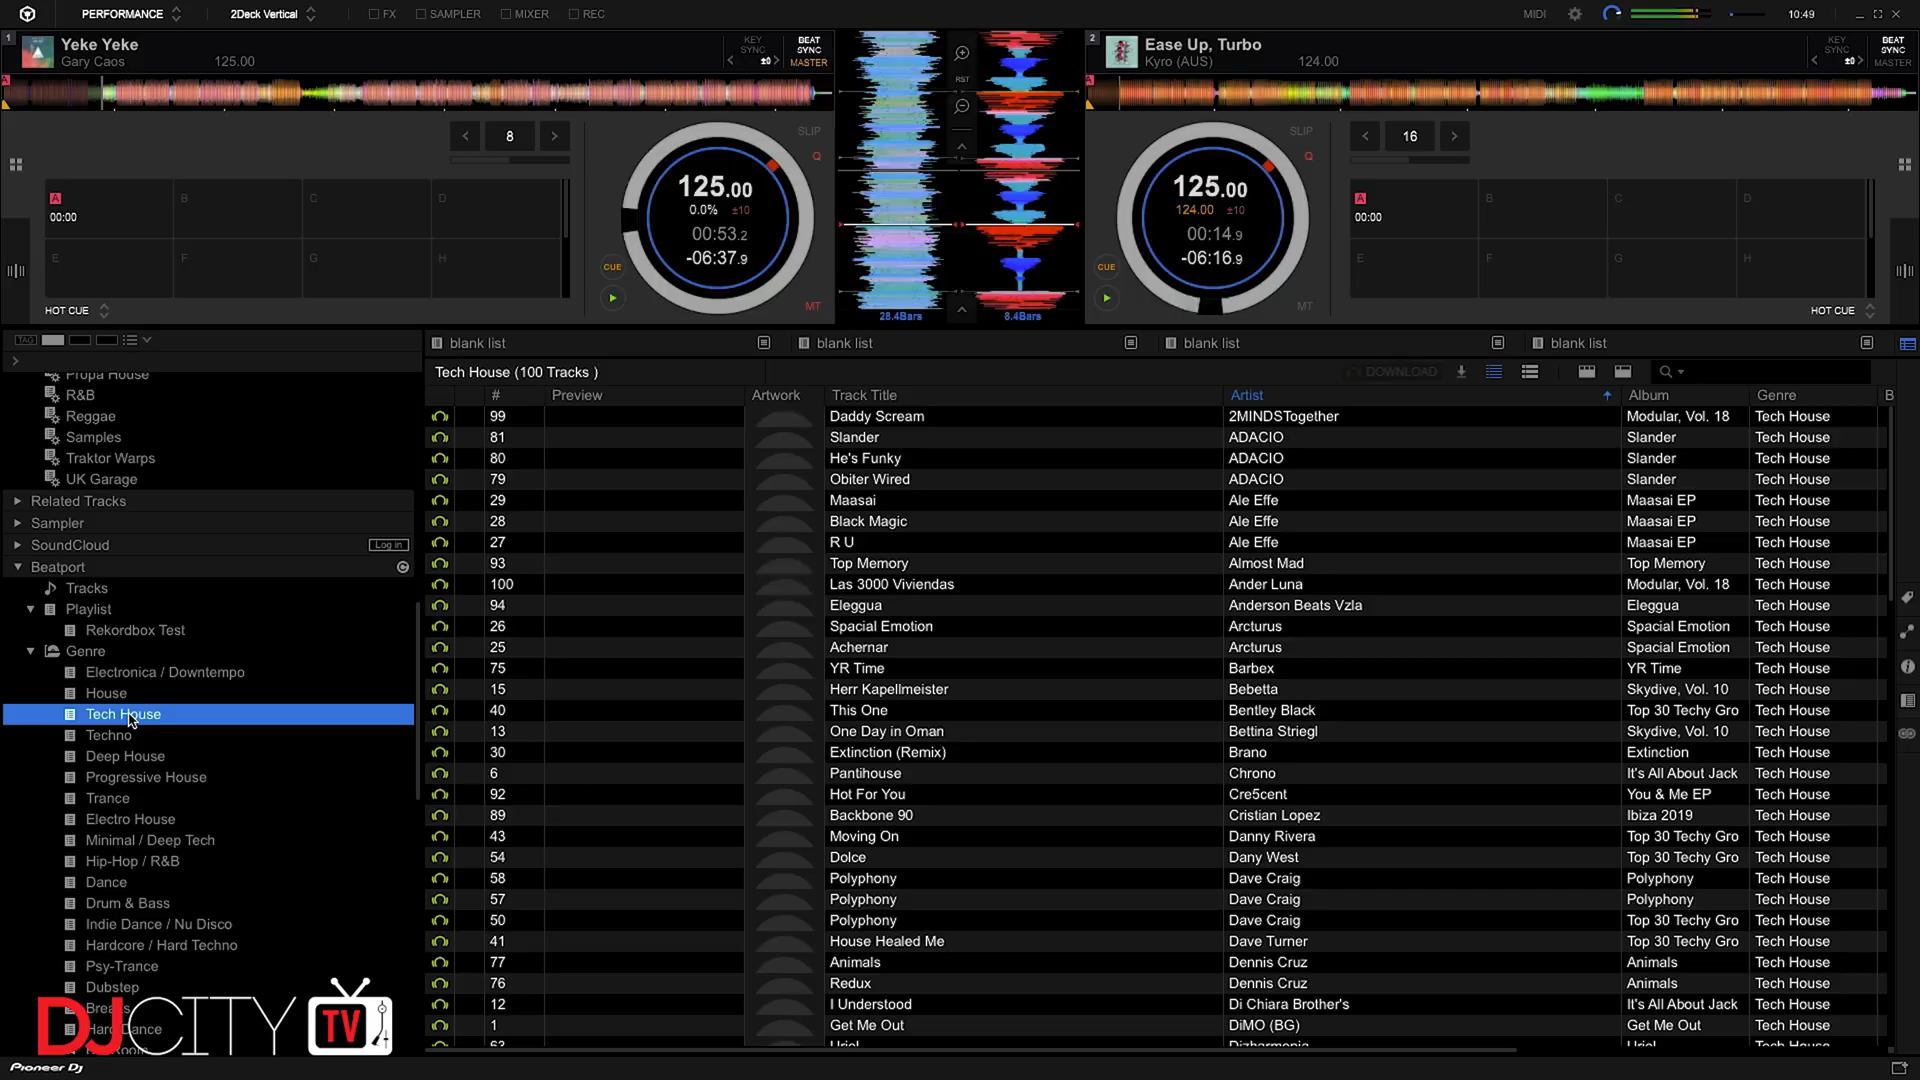 PERFORMANCE 2Deck Vertical FX SAMPLER MIXER REC MIDI 10:49
1 Yeke Yeke
Gary Caos 125.00
KEY SYNC ±0 BEAT SYNC MASTER
2 Ease Up, Turbo
Kyro (AUS) 124.00
KEY SYNC ±0 BEAT SYNC MASTER
RST
8
SLIP
Q
A 00:00 B C D
E F G H
HOT CUE
125.00
0.0% ±10
00:53.2
-06:37.9
CUE
MT
28.4Bars 8.4Bars
125.00
124.00 ±10
00:14.9
-06:16.9
CUE
SLIP
Q
MT
16
A 00:00 B C D
E F G H
HOT CUE
TAG
Propa House
R&B
Reggae
Samples
Traktor Warps
UK Garage
Related Tracks
Sampler
SoundCloud Log in
Beatport
Tracks
Playlist
Rekordbox Test
Genre
Electronica / Downtempo
House
Tech House
Techno
Deep House
Progressive House
Trance
Electro House
Minimal / Deep Tech
Hip-Hop / R&B
Dance
Drum & Bass
Indie Dance / Nu Disco
Hardcore / Hard Techno
Psy-Trance
Dubstep
Hard Dance
DJCITY TV
Pioneer Dj
blank list blank list blank list blank list
Tech House (100 Tracks ) DOWNLOAD
# Preview Artwork Track Title Artist Album Genre B
99 Daddy Scream 2MINDSTogether Modular, Vol. 18 Tech House
81 Slander ADACIO Slander Tech House
80 He's Funky ADACIO Slander Tech House
79 Obiter Wired ADACIO Slander Tech House
29 Maasai Ale Effe Maasai EP Tech House
28 Black Magic Ale Effe Maasai EP Tech House
27 R U Ale Effe Maasai EP Tech House
93 Top Memory Almost Mad Top Memory Tech House
100 Las 3000 Viviendas Ander Luna Modular, Vol. 18 Tech House
94 Eleggua Anderson Beats Vzla Eleggua Tech House
26 Spacial Emotion Arcturus Spacial Emotion Tech House
25 Achernar Arcturus Spacial Emotion Tech House
75 YR Time Barbex YR Time Tech House
15 Herr Kapellmeister Bebetta Skydive, Vol. 10 Tech House
40 This One Bentley Black Top 30 Techy Gro Tech House
13 One Day in Oman Bettina Striegl Skydive, Vol. 10 Tech House
30 Extinction (Remix) Brano Extinction Tech House
6 Pantihouse Chrono It's All About Jack Tech House
92 Hot For You Cre5cent You & Me EP Tech House
89 Backbone 90 Cristian Lopez Ibiza 2019 Tech House
43 Moving On Danny Rivera Top 30 Techy Gro Tech House
54 Dolce Dany West Top 30 Techy Gro Tech House
58 Polyphony Dave Craig Polyphony Tech House
57 Polyphony Dave Craig Polyphony Tech House
50 Polyphony Dave Craig Top 30 Techy Gro Tech House
41 House Healed Me Dave Turner Top 30 Techy Gro Tech House
77 Animals Dennis Cruz Animals Tech House
76 Redux Dennis Cruz Animals Tech House
12 I Understood Di Chiara Brother's It's All About Jack Tech House
1 Get Me Out DiMO (BG) Get Me Out Tech House
Uriel Uriel Tech House